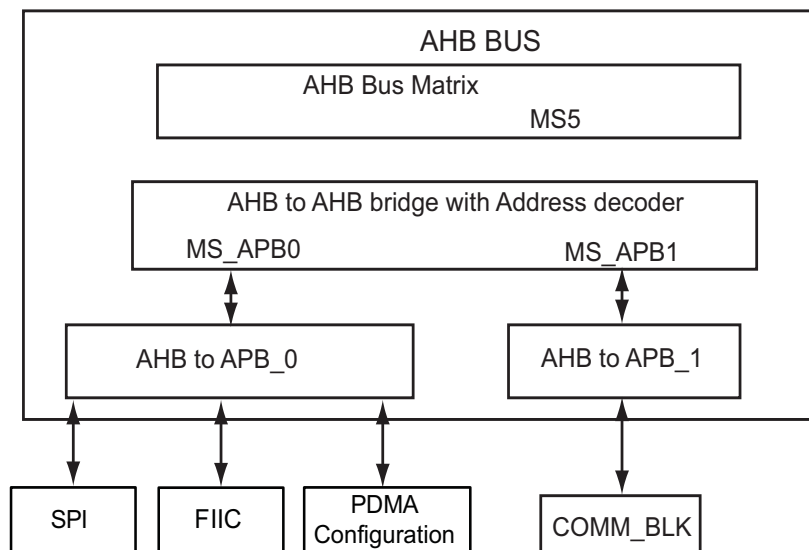 AHB BUS
AHB Bus Matrix
MS5
AHB to AHB bridge with Address decoder
MS_APB0
MS_APB1
AHB to APB_0
AHB to APB_1
SPI
FIIC
PDMA
Configuration
COMM_BLK